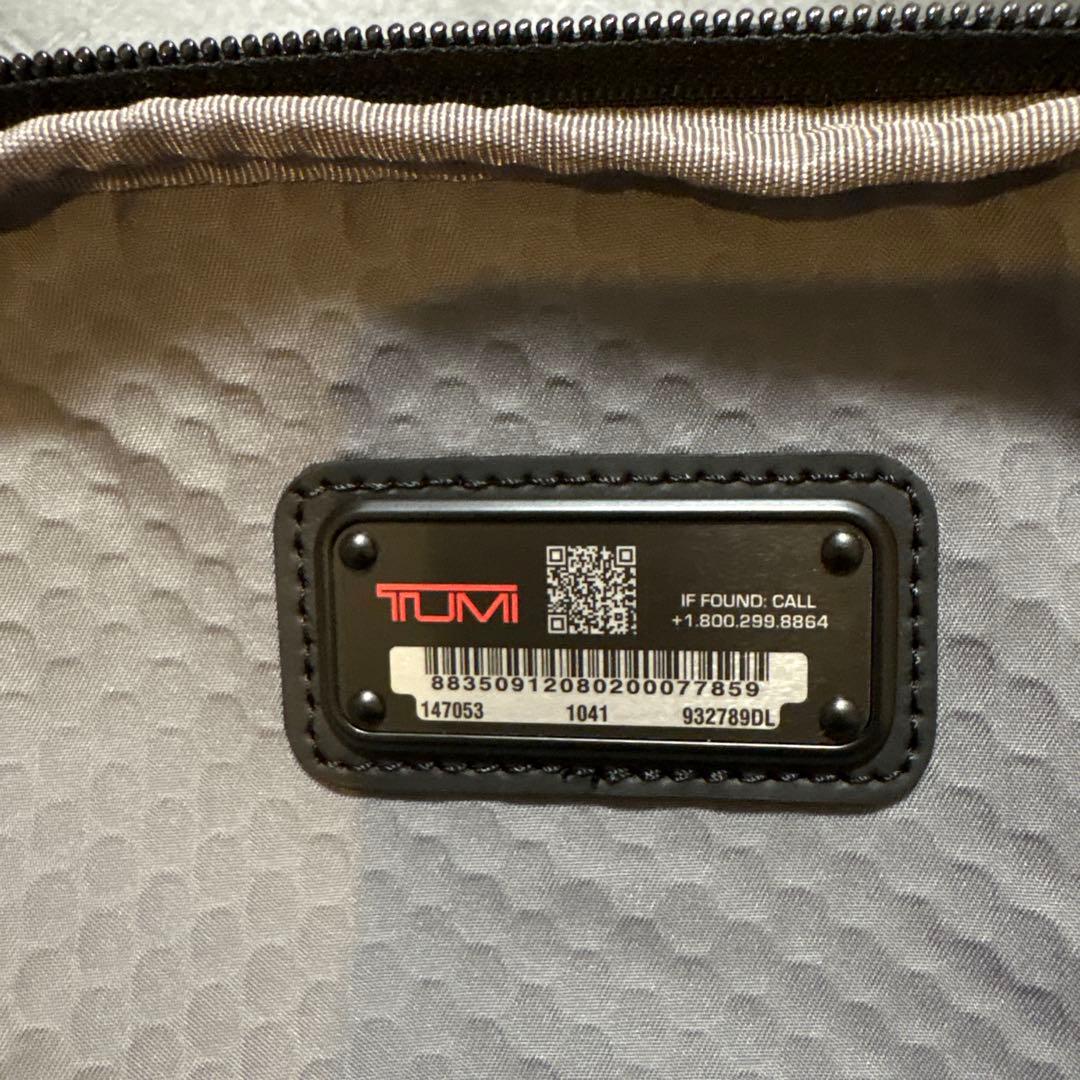 TUMI
IF FOUND: CALL
+1.800.299.8864
88350912080200077859
147053 1041 932789DL